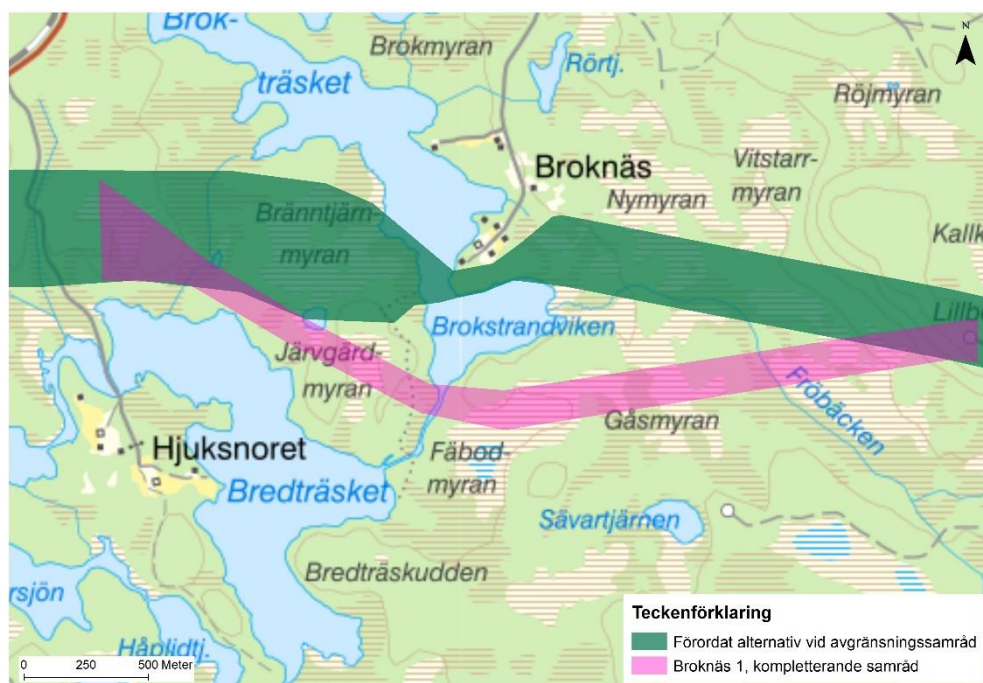 Brok-
träsket
Brokmyran
Rörtj.
N
Röjmyran
Broknäs
Vitstarr-
myran
Nymyran
Bränntjärn-
myran
Kallk
Brokstrandviken
Lillb
Järvgård-
myran
Fröbäcken
Gåsmyran
Hjuksnoret
Fäbod-
myran
Bredträsket
Sävartjärnen
Bredträskudden
rsjön
Håplidtj.
0 250 500 Meter
Teckenförklaring
Förordat alternativ vid avgränsningssamråd
Broknäs 1, kompletterande samråd